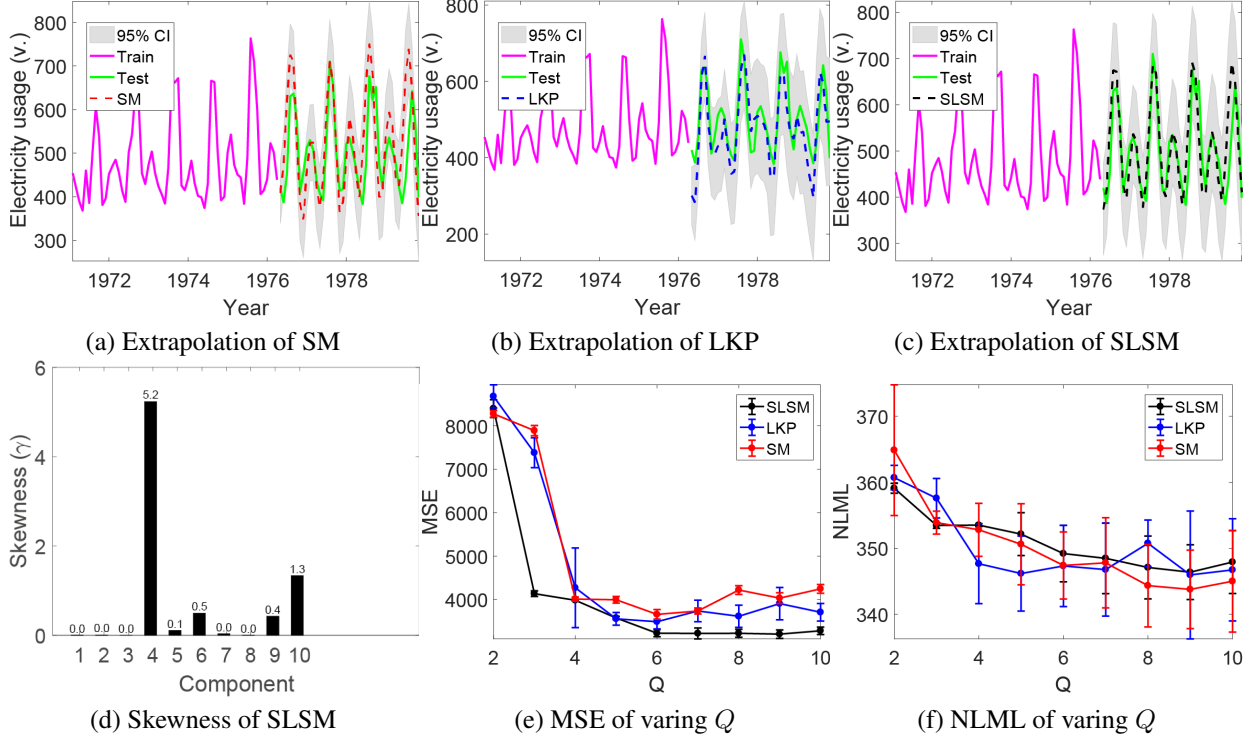 800
700
600
500
400
300
Electricity usage (v.)
95% CI
Train
Test
SM
1972
1974
1976
1978
Year
(a) Extrapolation of SM
800
600
400
200
Electricity usage (v.)
95% CI
Train
Test
LKP
1972
1974
1976
1978
Year
(b) Extrapolation of LKP
800
700
600
500
400
300
Electricity usage (v.)
95% CI
Train
Test
SLSM
1972
1974
1976
1978
Year
(c) Extrapolation of SLSM
6
4
2
0
Skewness (γ)
0.0 0.0 0.0 5.2 0.1 0.5 0.0 0.0 0.4 1.3
1 2 3 4 5 6 7 8 9 10
Component
(d) Skewness of SLSM
8000
7000
6000
5000
4000
MSE
SLSM
LKP
SM
2 4 6 8 10
Q
(e) MSE of varing Q
370
360
350
340
NLML
SLSM
LKP
SM
2 4 6 8 10
Q
(f) NLML of varing Q